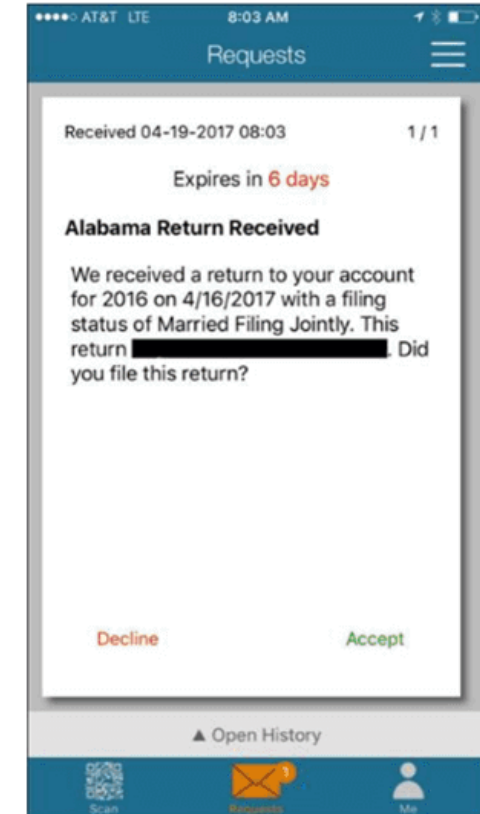 AT&T LTE 8:03 AM
Requests
Received 04-19-2017 08:03 1/1
Expires in 6 days
Alabama Return Received
We received a return to your account
for 2016 on 4/16/2017 with a filing
status of Married Filing Jointly. This
return . Did
you file this return?
Decline Accept
▲ Open History
Scan Requests Me